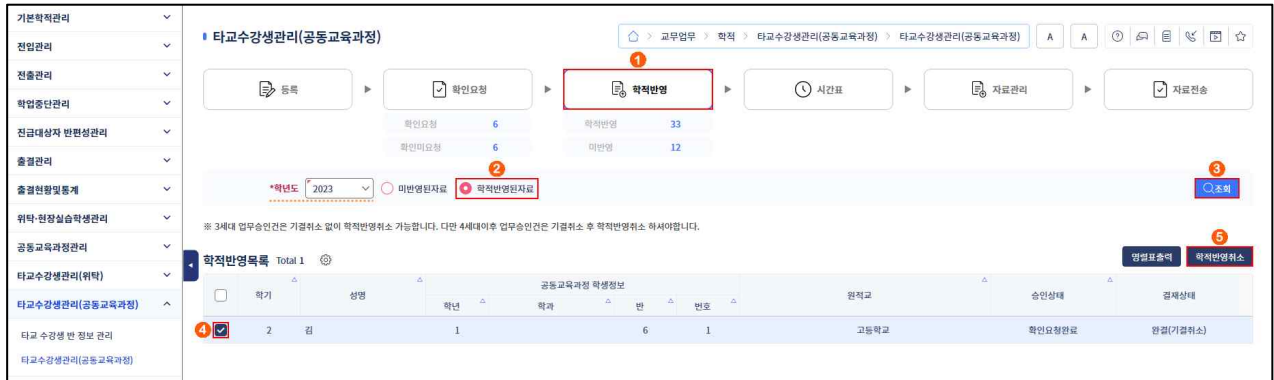 기본학적관리
전입관리
전출관리
학업중단관리
진급대상자 반편성관리
출결관리
출결현황및통계
위탁·현장실습학생관리
공동교육과정관리
타교수강생관리(위탁)
타교수강생관리(공동교육과정)
타교 수강생 반 정보 관리
타교수강생관리(공동교육과정)
타교수강생관리(공동교육과정)
교무업무 > 학적 > 타교수강생관리(공동교육과정) > 타교수강생관리(공동교육과정)
A A
1
등록 ▶ 확인요청 ▶ 학적반영 ▶ 시간표 ▶ 자료관리 ▶ 자료전송
확인요청 6 학적반영 33
확인미요청 6 미반영 12
2 3
*학년도 2023 미반영된자료 학적반영된자료 조회
※ 3세대 업무승인건은 기결취소 없이 학적반영취소 가능합니다. 다만 4세대이후 업무승인건은 기결취소 후 학적반영취소 하셔야합니다.
5
학적반영목록 Total 1 명렬표출력 학적반영취소
학기 성명 공동교육과정 학생정보 원적교 승인상태 결재상태
학년 학과 반 번호
4 2 김 1 6 1 고등학교 확인요청완료 완결(기결취소)